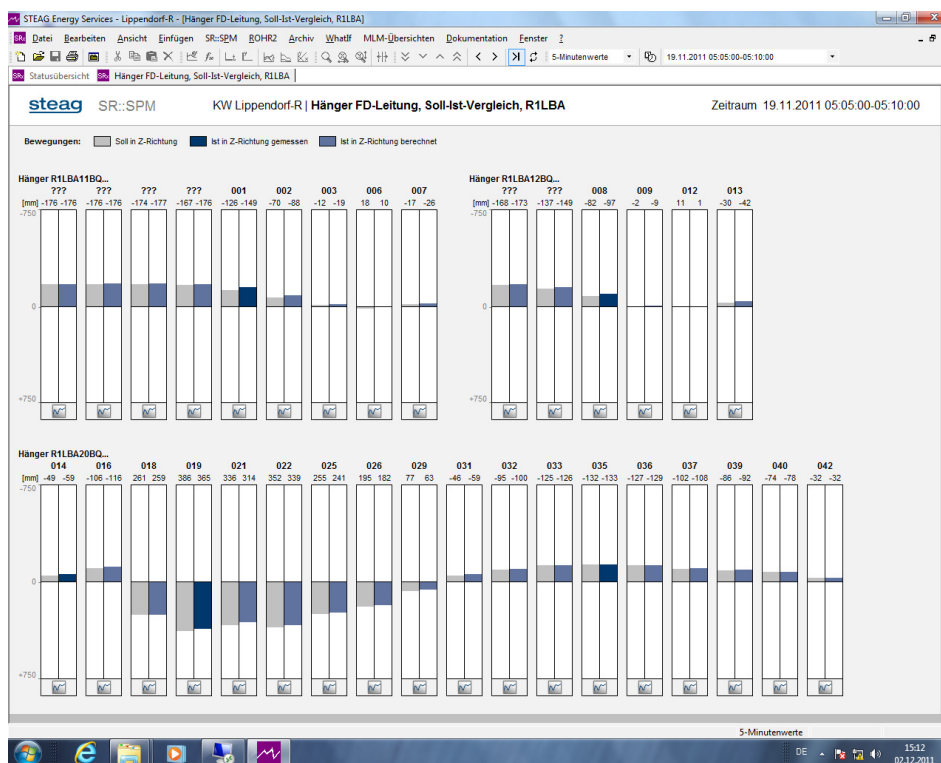 STEAG Energy Services - Lippendorf-R - [Hänger FD-Leitung, Soll-Ist-Vergleich, R1LBA]
SR: Datei Bearbeiten Ansicht Einfügen SR::SPM ROHR2 Archiv WhatIf MLM-Übersichten Dokumentation Fenster ?
5-Minutenwerte 19.11.2011 05:05:00-05:10:00
SR: Statusübersicht SR: Hänger FD-Leitung, Soll-Ist-Vergleich, R1LBA
steag SR::SPM KW Lippendorf-R | Hänger FD-Leitung, Soll-Ist-Vergleich, R1LBA Zeitraum 19.11.2011 05:05:00-05:10:00
Bewegungen: Soll in Z-Richtung Ist in Z-Richtung gemessen Ist in Z-Richtung berechnet
Hänger R1LBA11BQ... Hänger R1LBA12BQ...
??? ??? ??? ??? 001 002 003 006 007 ??? ??? 008 009 012 013
[mm] -176 -176 -176 -176 -174 -177 -167 -176 -126 -149 -70 -88 -12 -19 18 10 -17 -26 [mm] -168 -173 -137 -149 -82 -97 -2 -9 11 1 -30 -42
-750 -750
0 0
+750 +750
Hänger R1LBA20BQ...
014 016 018 019 021 022 025 026 029 031 032 033 035 036 037 039 040 042
[mm] -49 -59 -106 -116 261 259 386 365 336 314 352 339 255 241 195 182 77 63 -46 -59 -95 -100 -125 -126 -132 -133 -127 -129 -102 -108 -86 -92 -74 -78 -32 -32
-750
0
+750
5-Minutenwerte
DE 15:12
02.12.2011